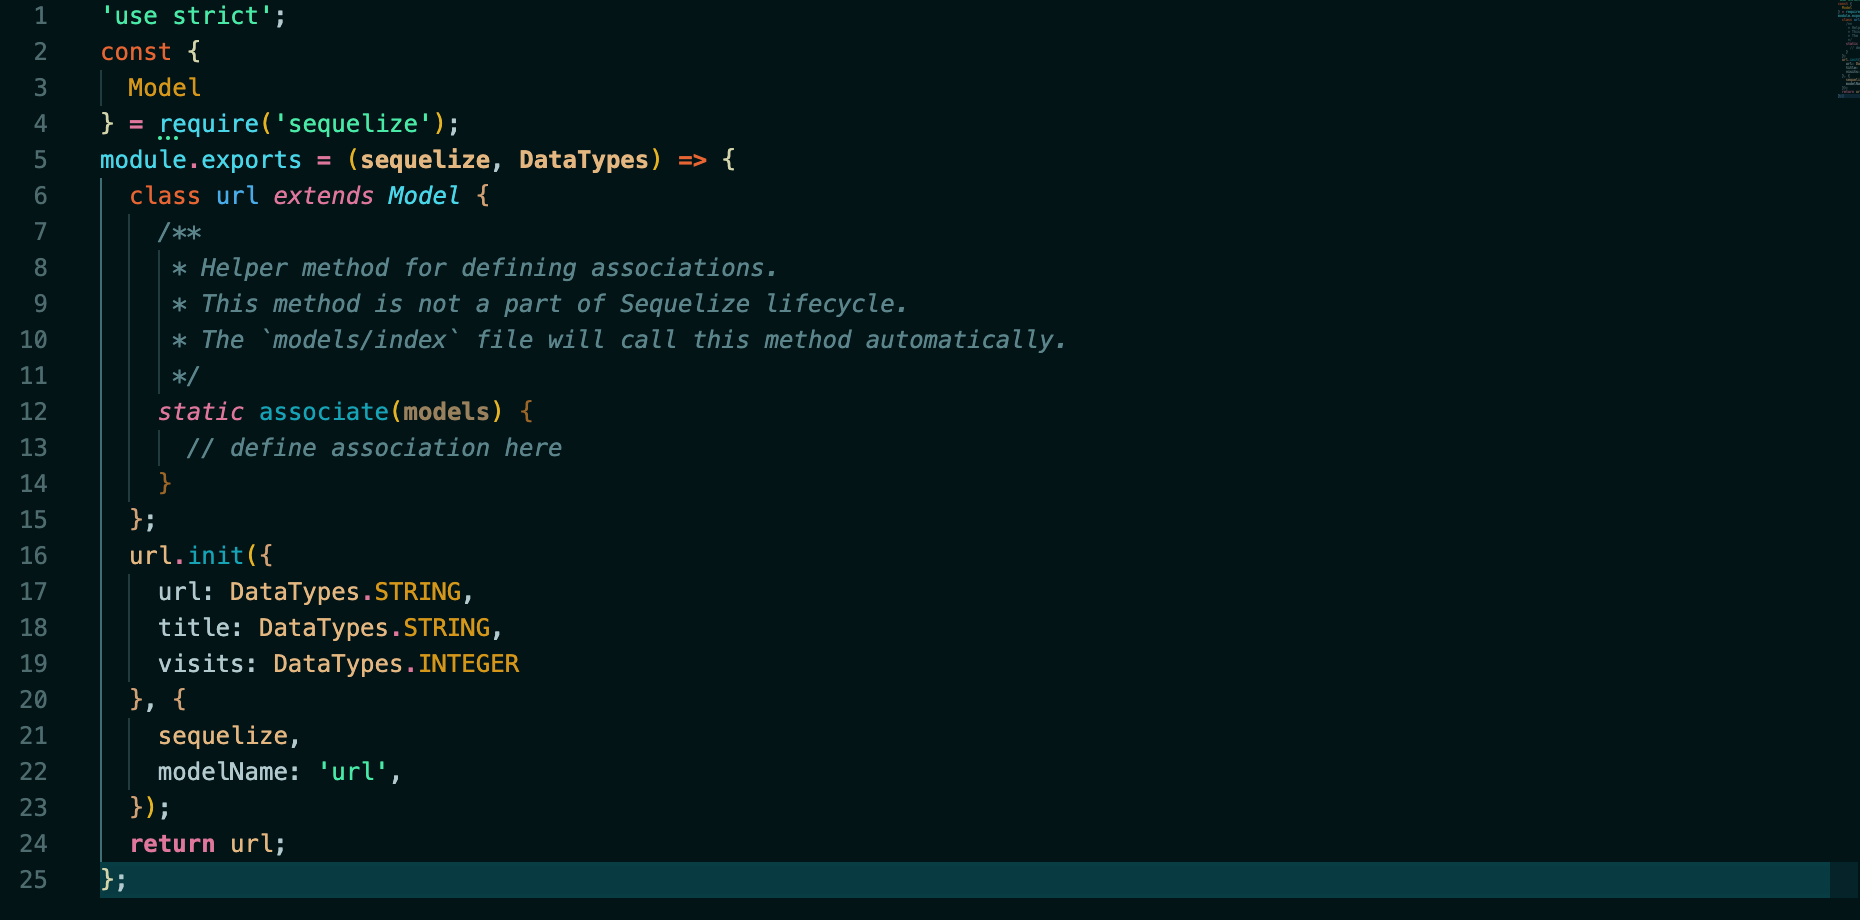 1 'use strict';
2 const {
3   Model
4 } = require('sequelize');
5 module.exports = (sequelize, DataTypes) => {
6   class url extends Model {
7     /**
8      * Helper method for defining associations.
9      * This method is not a part of Sequelize lifecycle.
10      * The `models/index` file will call this method automatically.
11      */
12     static associate(models) {
13       // define association here
14     }
15   };
16   url.init({
17     url: DataTypes.STRING,
18     title: DataTypes.STRING,
19     visits: DataTypes.INTEGER
20   }, {
21     sequelize,
22     modelName: 'url',
23   });
24   return url;
25 };